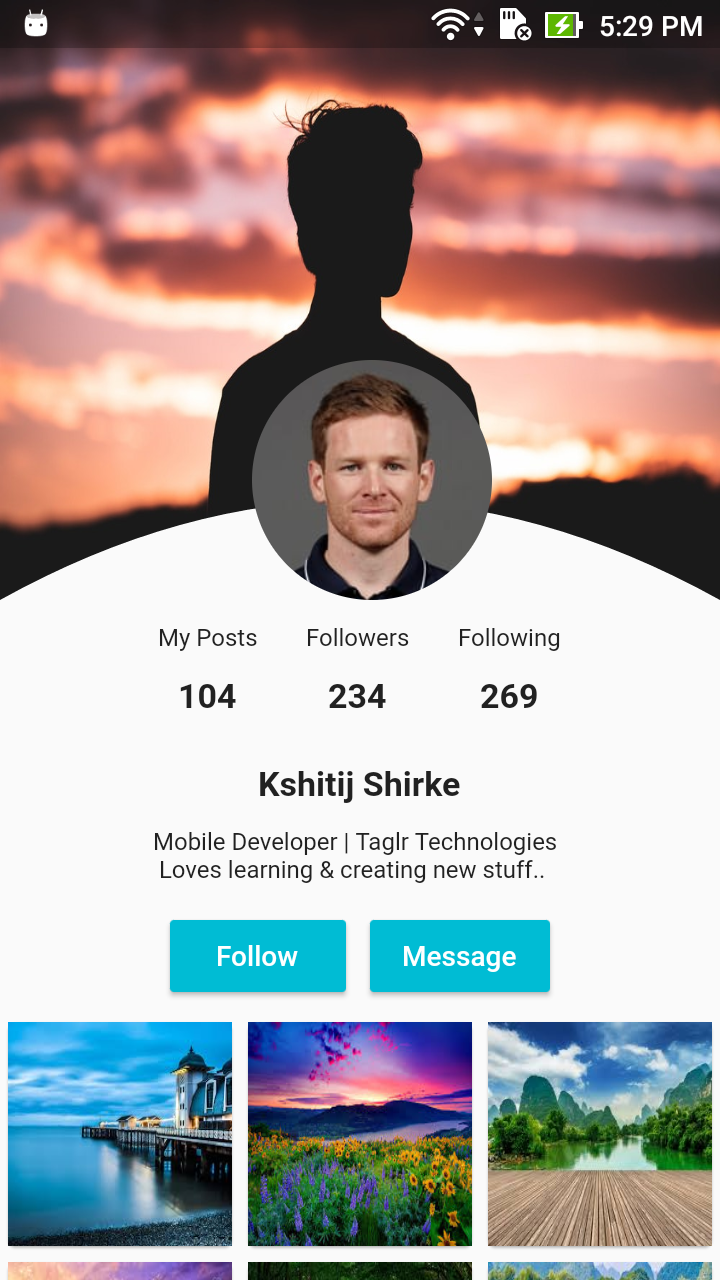 5:29 PM
My Posts Followers Following
104 234 269
Kshitij Shirke
Mobile Developer | Taglr Technologies
Loves learning & creating new stuff..
Follow Message